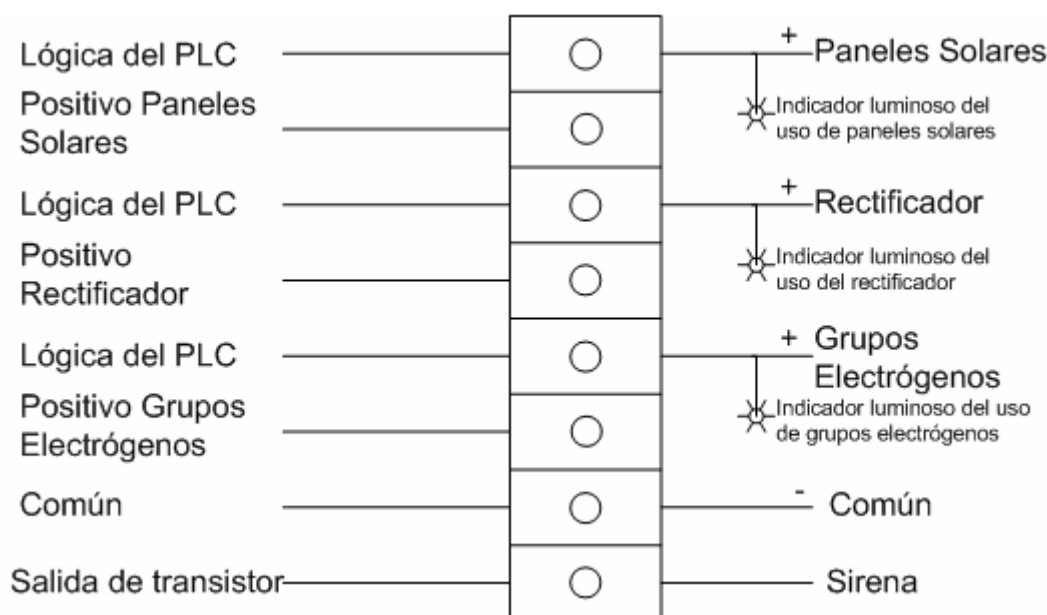 Lógica del PLC
+ Paneles Solares
Positivo Paneles
Solares
Indicador luminoso del
uso de paneles solares
Lógica del PLC
+ Rectificador
Positivo
Rectificador
Indicador luminoso del
uso del rectificador
Lógica del PLC
+ Grupos
Electrógenos
Positivo Grupos
Electrógenos
Indicador luminoso del uso
de grupos electrógenos
Común
- Común
Salida de transistor
Sirena